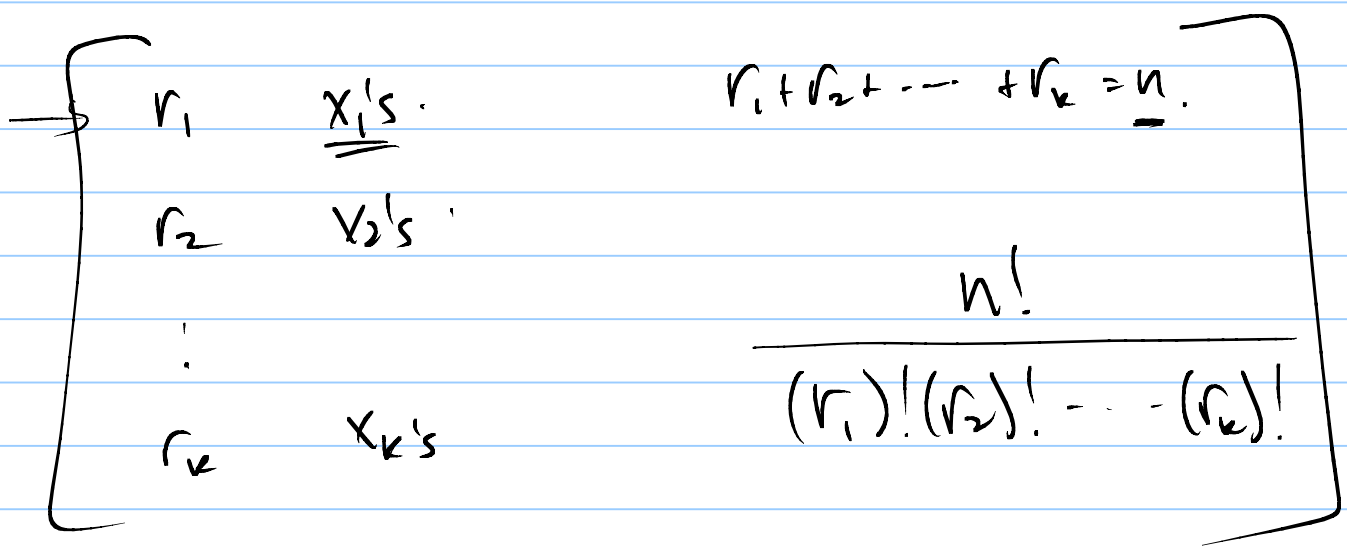 → r₁ x₁'s. r₁+r₂+ ---- +rₖ = n.
r₂ x₂'s.
⋮
rₖ xₖ's
n!
(r₁)!(r₂)! - - - -(rₖ)!